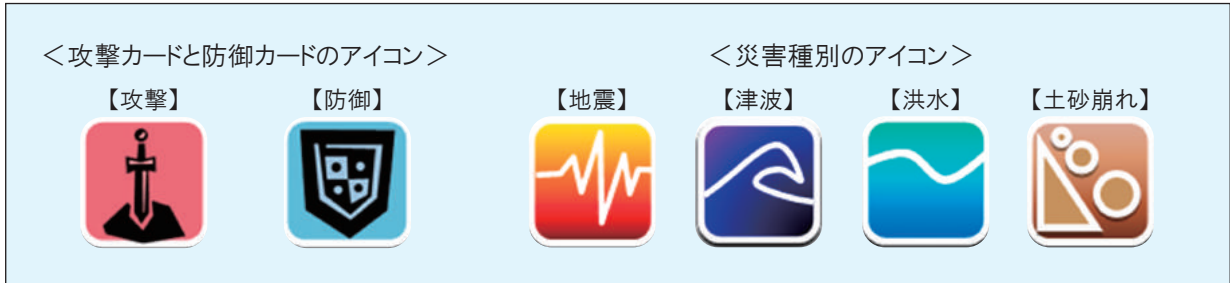 ＜攻撃カードと防御カードのアイコン＞
【攻撃】 【防御】
＜災害種別のアイコン＞
【地震】 【津波】 【洪水】 【土砂崩れ】